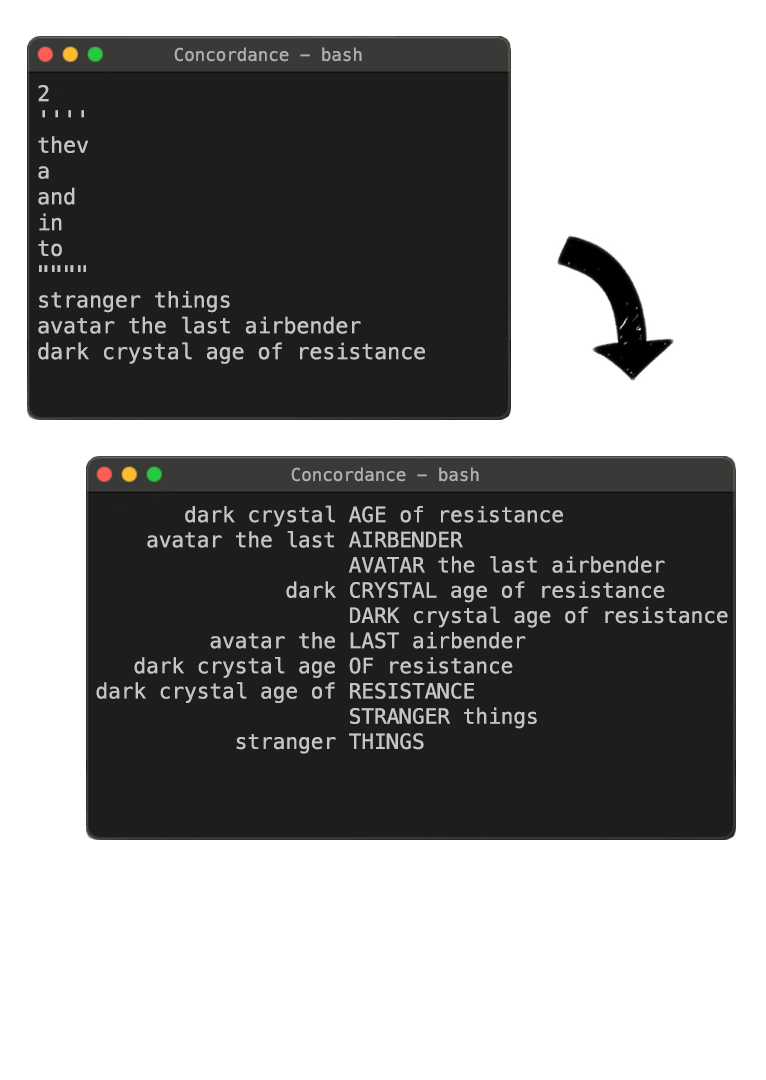 Concordance — bash
2
''''
thev
a
and
in
to
""""
stranger things
avatar the last airbender
dark crystal age of resistance
Concordance — bash
dark crystal AGE of resistance
avatar the last AIRBENDER
AVATAR the last airbender
dark CRYSTAL age of resistance
DARK crystal age of resistance
avatar the LAST airbender
dark crystal age OF resistance
dark crystal age of RESISTANCE
STRANGER things
stranger THINGS